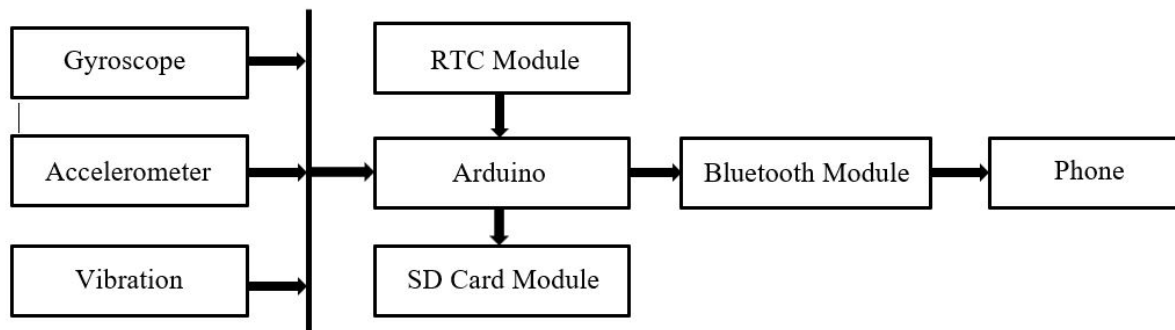 Gyroscope
RTC Module
Accelerometer
Arduino
Bluetooth Module
Phone
Vibration
SD Card Module